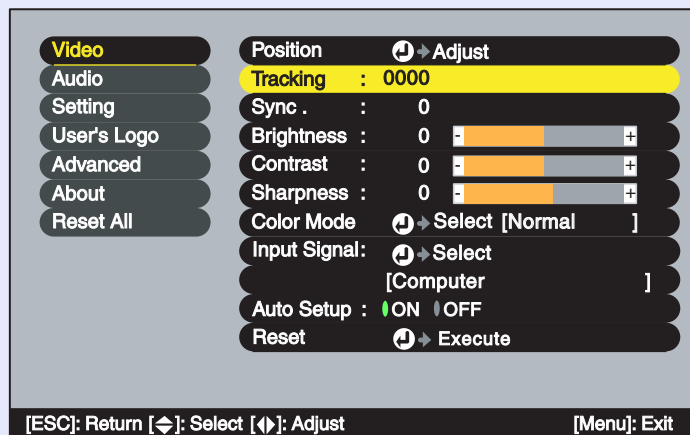 Video
Audio
Setting
User's Logo
Advanced
About
Reset All
Position Adjust
Tracking : 0000
Sync . : 0
Brightness : 0 - +
Contrast : 0 - +
Sharpness : 0 - +
Color Mode Select [Normal ]
Input Signal: Select
[Computer ]
Auto Setup : ON OFF
Reset Execute
[ESC]: Return [ ]: Select [ ]: Adjust [Menu]: Exit